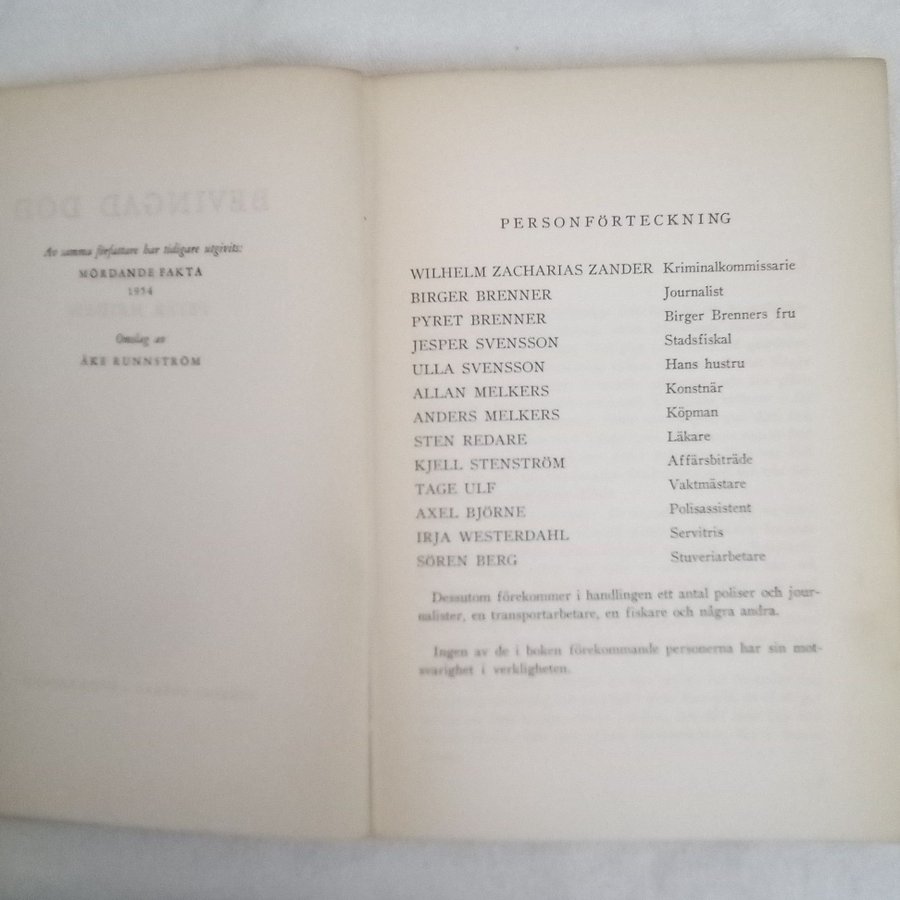 Av samma författare har tidigare utgivits:
MÖRDANDE FAKTA
1954
Omslag av
ÅKE RUNNSTRÖM
BEVINGAD DÖD
PERSONFÖRTECKNING
WILHELM ZACHARIAS ZANDER Kriminalkommissarie
BIRGER BRENNER Journalist
PYRET BRENNER Birger Brenners fru
JESPER SVENSSON Stadsfiskal
ULLA SVENSSON Hans hustru
ALLAN MELKERS Konstnär
ANDERS MELKERS Köpman
STEN REDARE Läkare
KJELL STENSTRÖM Affärsbiträde
TAGE ULF Vaktmästare
AXEL BJÖRNE Polisassistent
IRJA WESTERDAHL Servitris
SÖREN BERG Stuveriarbetare
Dessutom förekommer i handlingen ett antal poliser och jour-
nalister, en transportarbetare, en fiskare och några andra.
Ingen av de i boken förekommande personerna har sin mot-
svarighet i verkligheten.